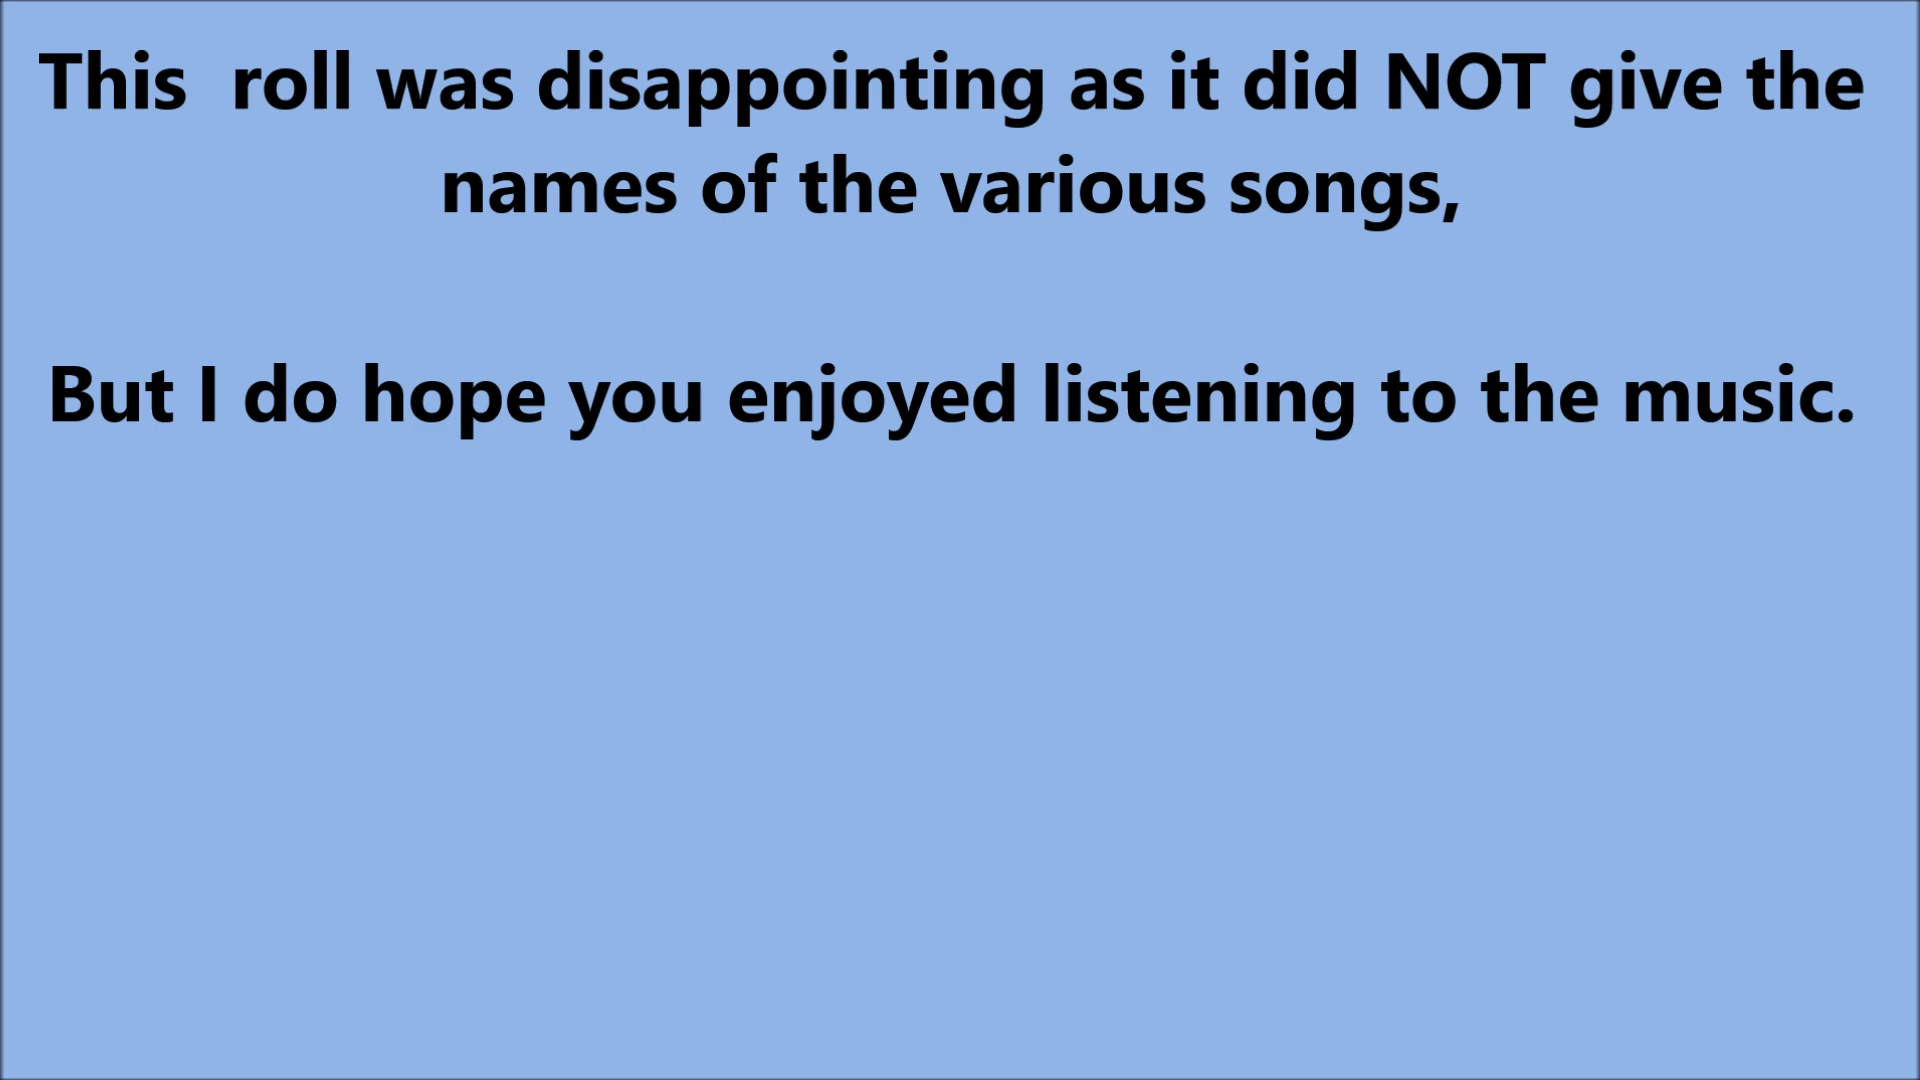 This  roll was disappointing as it did NOT give the
names of the various songs,
But I do hope you enjoyed listening to the music.